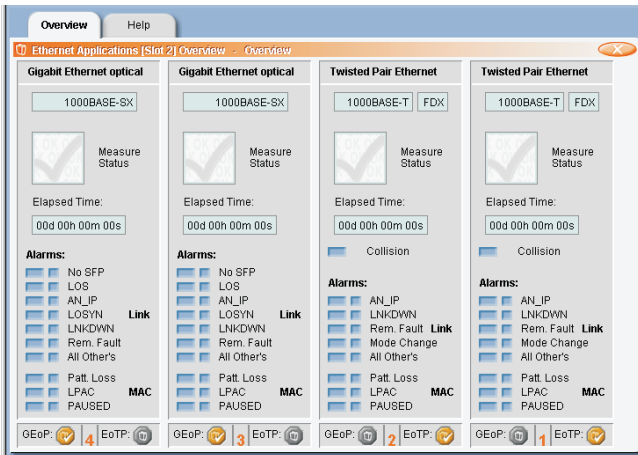 Overview Help
Ethernet Applications [Slot 2] Overview - Overview
Gigabit Ethernet optical
1000BASE-SX
Measure
Status
Elapsed Time:
00d 00h 00m 00s
Alarms:
No SFP
LOS
AN_IP
LOSYN Link
LNKDWN
Rem. Fault
All Other's
Patt. Loss
LPAC MAC
PAUSED
GEoP: 4 EoTP:
Gigabit Ethernet optical
1000BASE-SX
Measure
Status
Elapsed Time:
00d 00h 00m 00s
Alarms:
No SFP
LOS
AN_IP
LOSYN Link
LNKDWN
Rem. Fault
All Other's
Patt. Loss
LPAC MAC
PAUSED
GEoP: 3 EoTP:
Twisted Pair Ethernet
1000BASE-T FDX
Measure
Status
Elapsed Time:
00d 00h 00m 00s
Collision
Alarms:
AN_IP
LNKDWN
Rem. Fault Link
Mode Change
All Other's
Patt. Loss
LPAC MAC
PAUSED
GEoP: 2 EoTP:
Twisted Pair Ethernet
1000BASE-T FDX
Measure
Status
Elapsed Time:
00d 00h 00m 00s
Collision
Alarms:
AN_IP
LNKDWN
Rem. Fault Link
Mode Change
All Other's
Patt. Loss
LPAC MAC
PAUSED
GEoP: 1 EoTP: